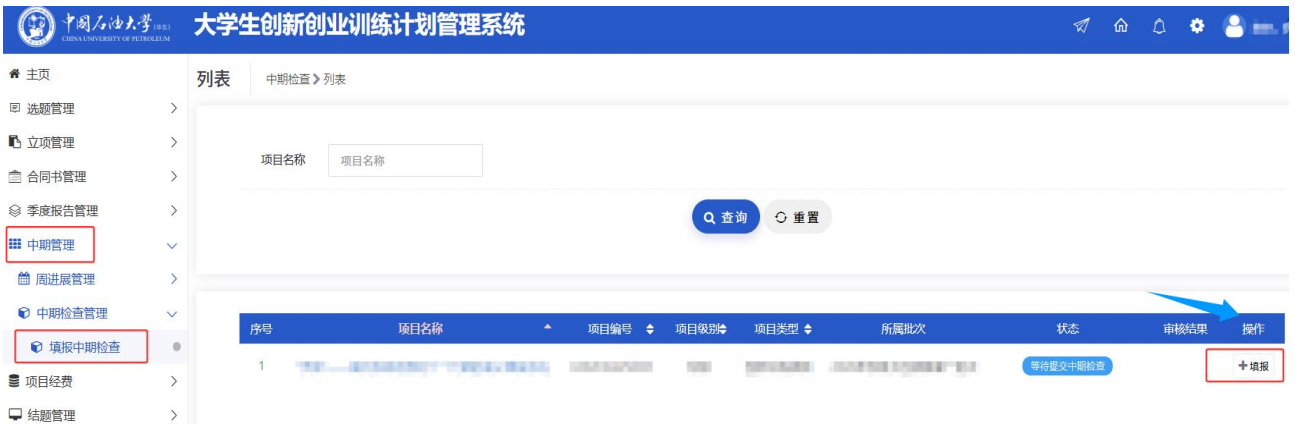 中国石油大学(华东) 大学生创新创业训练计划管理系统
CHINA UNIVERSITY OF PETROLEUM
主页
列表 中期检查 > 列表
选题管理
立项管理
项目名称 项目名称
合同书管理
季度报告管理
查询 重置
中期管理
周进展管理
中期检查管理
序号 项目名称 项目编号 项目级别 项目类型 所属批次 状态 审核结果 操作
填报中期检查
1 等待提交中期检查 +填报
项目经费
结题管理